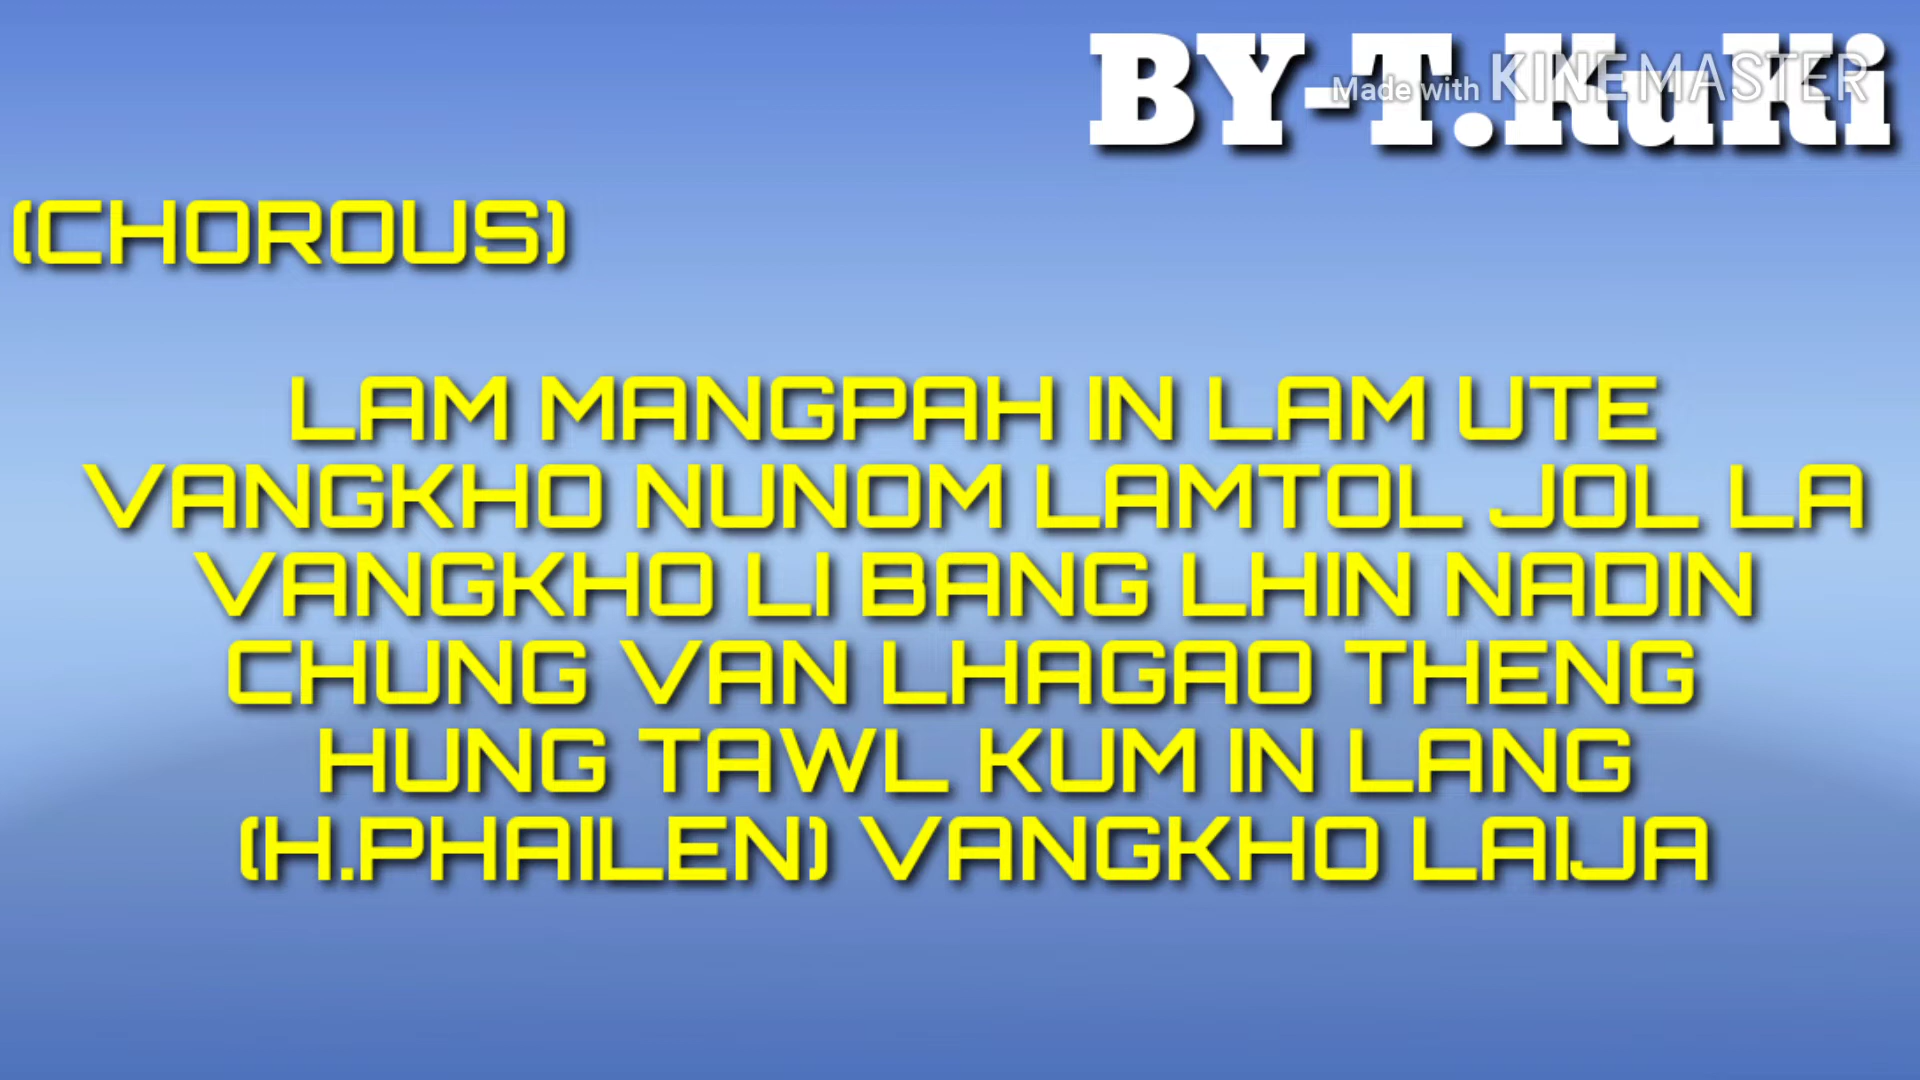 BY-T.KuKi
Made with KINEMASTER
(CHOROUS)
LAM MANGPAH IN LAM UTE
VANGKHO NUNOM LAMTOL JOL LA
VANGKHO LI BANG LHIN NADIN
CHUNG VAN LHAGAO THENG
HUNG TAWL KUM IN LANG
(H.PHAILEN) VANGKHO LAIJA